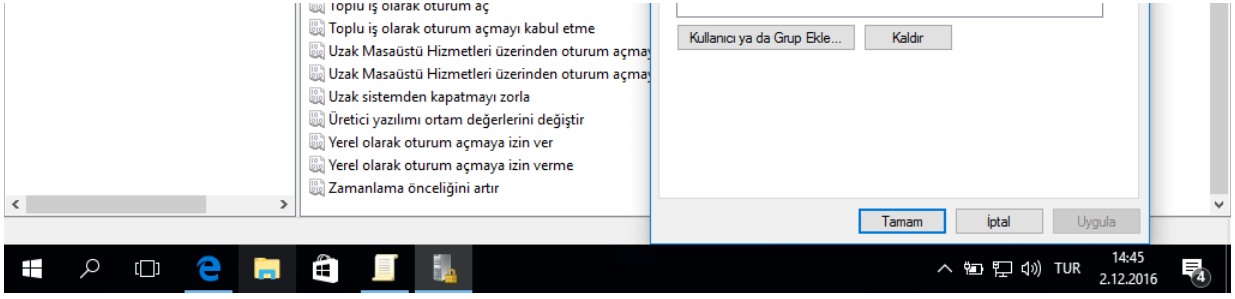 Toplu iş olarak oturum aç
Toplu iş olarak oturum açmayı kabul etme
Uzak Masaüstü Hizmetleri üzerinden oturum açmay
Uzak Masaüstü Hizmetleri üzerinden oturum açmay
Uzak sistemden kapatmayı zorla
Üretici yazılımı ortam değerlerini değiştir
Yerel olarak oturum açmaya izin ver
Yerel olarak oturum açmaya izin verme
Zamanlama önceliğini artır
Kullanıcı ya da Grup Ekle...
Kaldır
Tamam
İptal
Uygula
TUR
14:45
2.12.2016
4